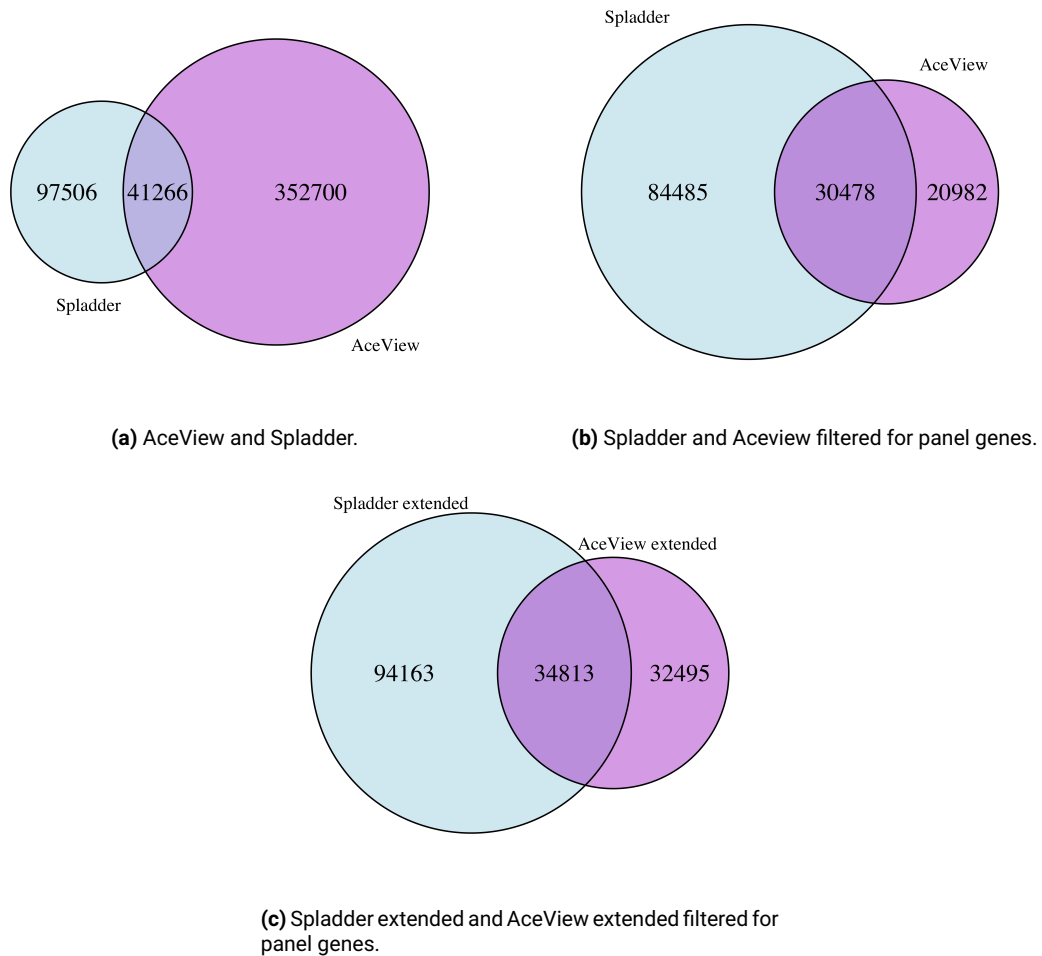 97506
41266
352700
Spladder
AceView
(a) AceView and Spladder.
Spladder
AceView
84485
30478
20982
(b) Spladder and Aceview filtered for panel genes.
Spladder extended
AceView extended
94163
34813
32495
(c) Spladder extended and AceView extended filtered for
panel genes.